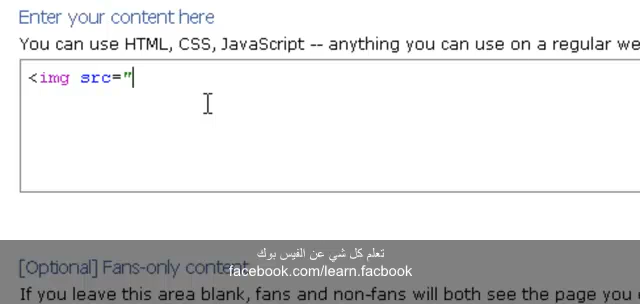 Enter your content here
You can use HTML, CSS, JavaScript -- anything you can use on a regular we
<img src="
تعلم كل شي عن الفيس بوك
facebook.com/learn.facbook
[Optional] Fans-only content
If you leave this area blank, fans and non-fans will both see the page you